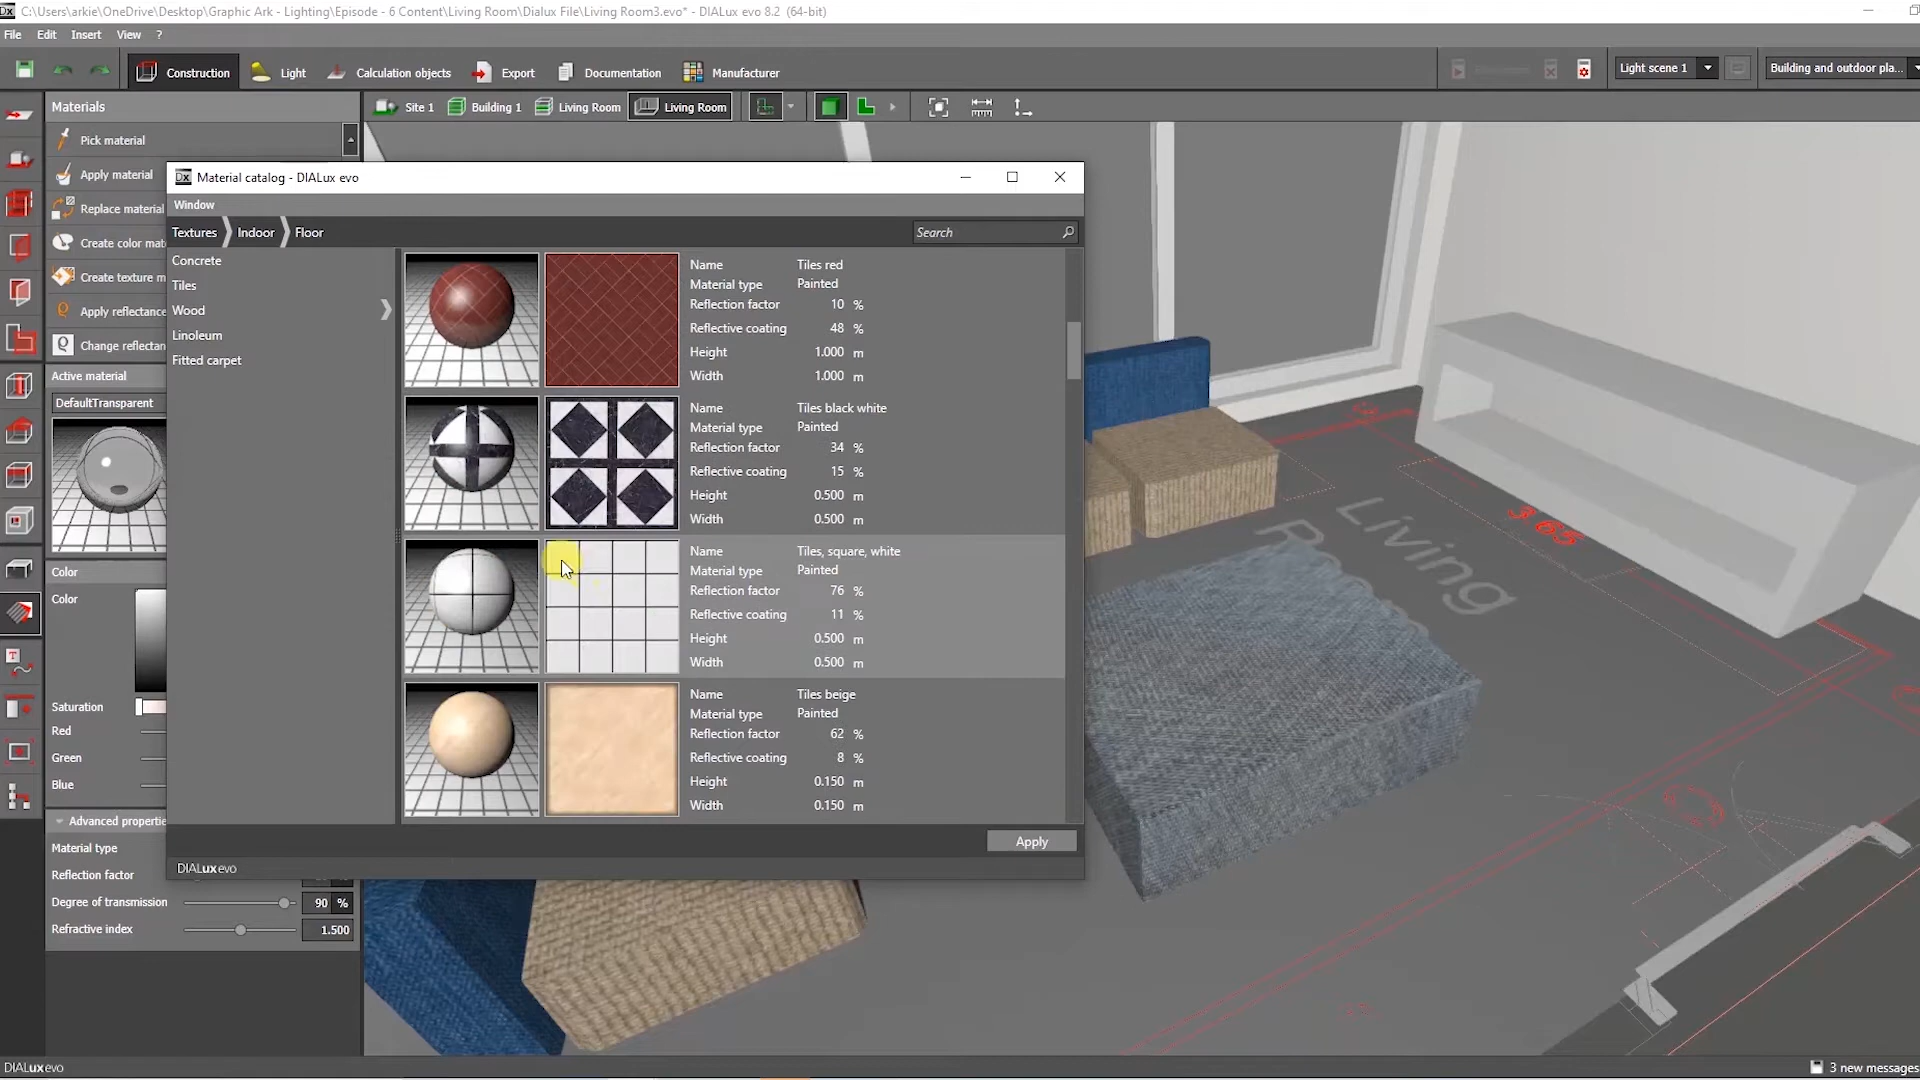 C:\Users\arkie\OneDrive\Desktop\Graphic Ark - Lighting\Episode - 6 Content\Living Room\Dialux File\Living Room3.evo* - DIALux evo 8.2 (64-bit)
File Edit Insert View ?
Construction Light Calculation objects Export Documentation Manufacturer
Light scene 1
Building and outdoor pla...
Materials
Site 1 Building 1 Living Room Living Room
Pick material
Apply material
Replace material
Create color mat
Create texture m
Apply reflectance
Change reflectan
Active material
DefaultTransparent
Color
Color
Saturation
Red
Green
Blue
Advanced propertie
Material type
Reflection factor
Degree of transmission 90 %
Refractive index 1.500
Dx Material catalog - DIALux evo
Window
Textures Indoor Floor
Search
Concrete
Tiles
Wood
Linoleum
Fitted carpet
Name Tiles red
Material type Painted
Reflection factor 10 %
Reflective coating 48 %
Height 1.000 m
Width 1.000 m
Name Tiles black white
Material type Painted
Reflection factor 34 %
Reflective coating 15 %
Height 0.500 m
Width 0.500 m
Name Tiles, square, white
Material type Painted
Reflection factor 76 %
Reflective coating 11 %
Height 0.500 m
Width 0.500 m
Name Tiles beige
Material type Painted
Reflection factor 62 %
Reflective coating 8 %
Height 0.150 m
Width 0.150 m
Apply
DIALux evo
Living
DIALux evo
3 new messages